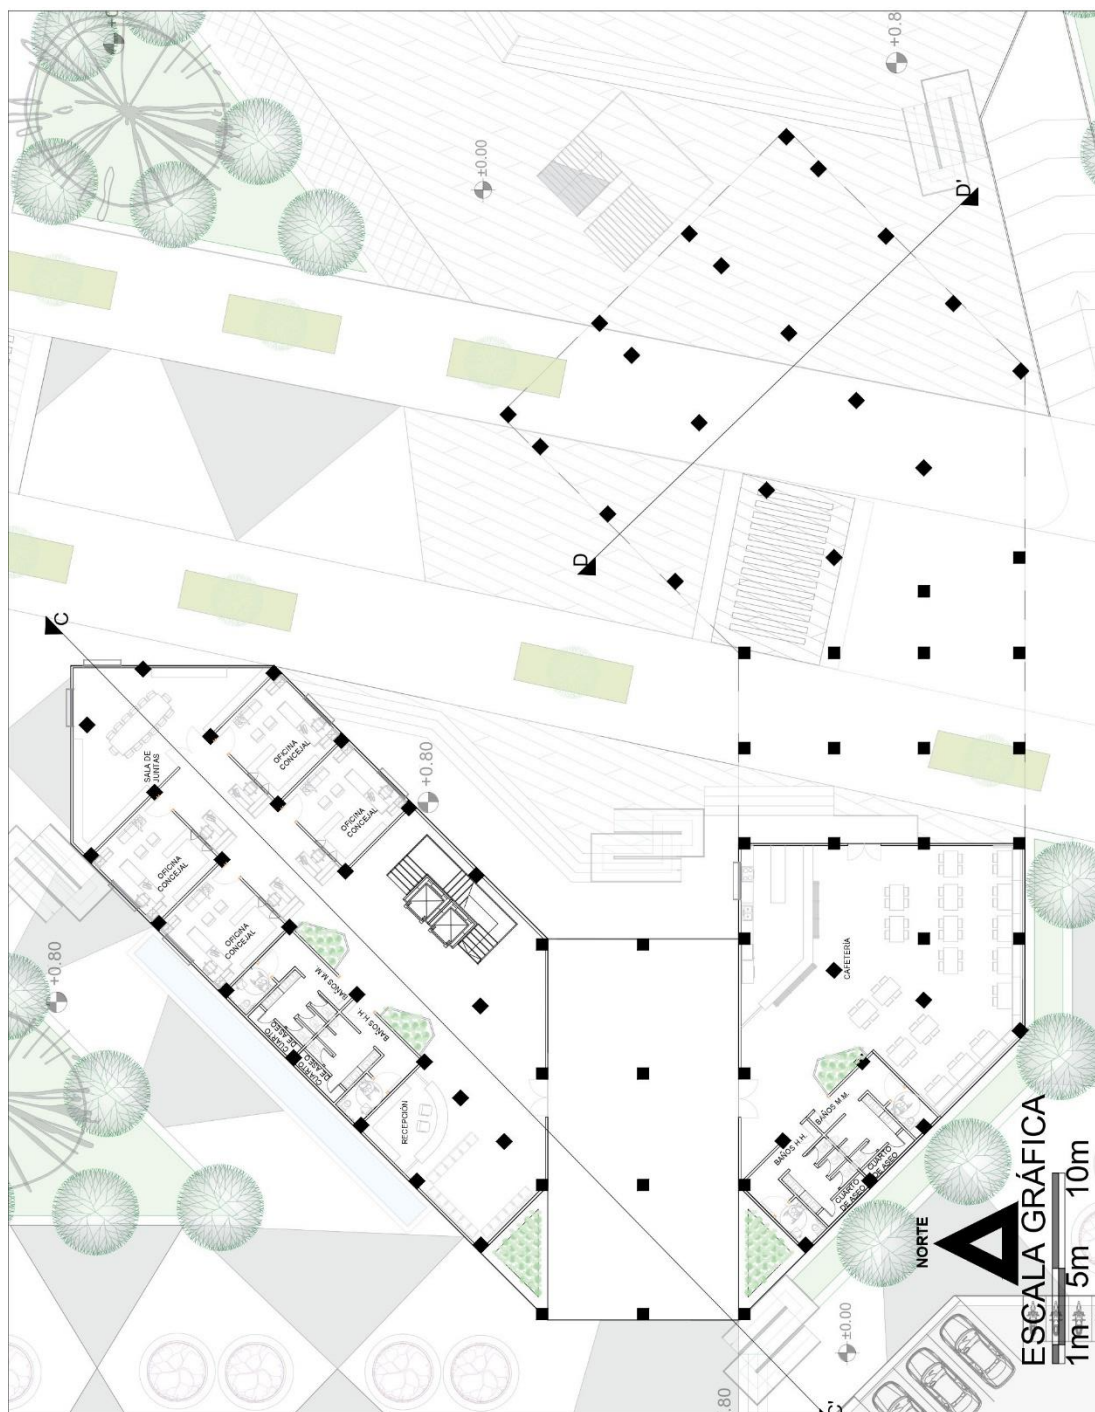 +0.80
+0.80
±0.00
D'
D
C
SALA DE
JUNTAS
OFICINA
CONCEJAL
OFICINA
CONCEJAL
OFICINA
CONCEJAL
OFICINA
CONCEJAL
+0.80
+0.80
BAÑOS M.M.
BAÑOS H.H.
CUARTO
DE ASEO
CUARTO
DE ASEO
RECEPCIÓN
CAFETERÍA
BAÑOS H.H.
BAÑOS M.M.
CUARTO
DE ASEO
CUARTO
DE ASEO
NORTE
ESCALA GRÁFICA
1m 5m 10m
±0.00
.80
C'